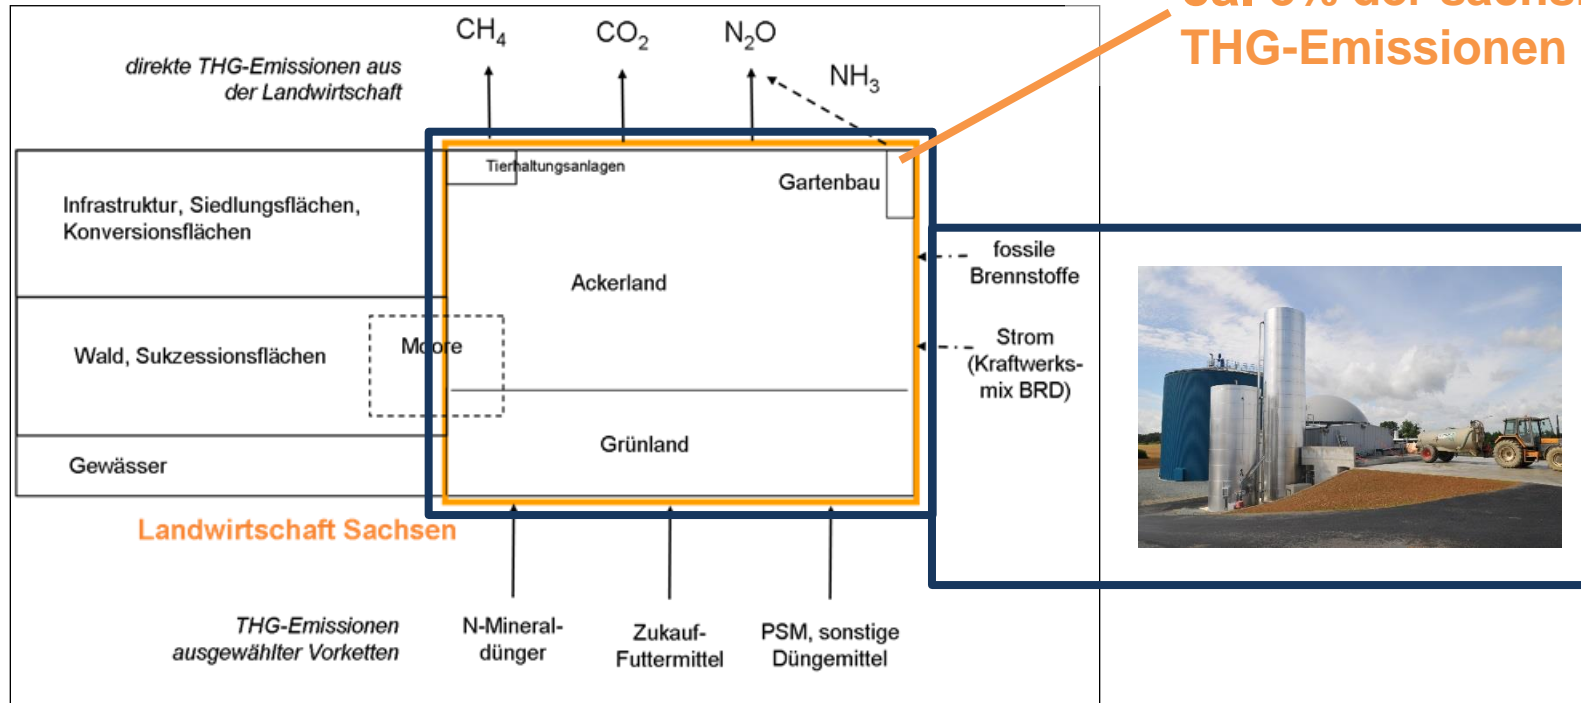 THG-Emissionen
CH₄
CO₂
N₂O
NH₃
direkte THG-Emissionen aus
der Landwirtschaft
Tierhaltungsanlagen
Gartenbau
Infrastruktur, Siedlungsflächen,
Konversionsflächen
Ackerland
fossile
Brennstoffe
Wald, Sukzessionsflächen
Moore
Strom
(Kraftwerks-
mix BRD)
Grünland
Gewässer
Landwirtschaft Sachsen
THG-Emissionen
ausgewählter Vorketten
N-Mineral-
dünger
Zukauf-
Futtermittel
PSM, sonstige
Düngemittel